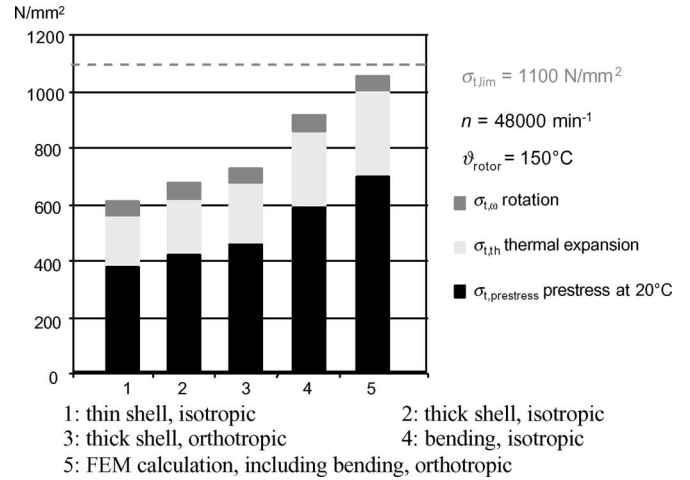 N/mm²
1200
1000
800
600
400
200
0
1 2 3 4 5
σt,lim = 1100 N/mm²
n = 48000 min⁻¹
ϑrotor = 150°C
σt,ω rotation
σt,th thermal expansion
σt,prestress prestress at 20°C
1: thin shell, isotropic 2: thick shell, isotropic
3: thick shell, orthotropic 4: bending, isotropic
5: FEM calculation, including bending, orthotropic